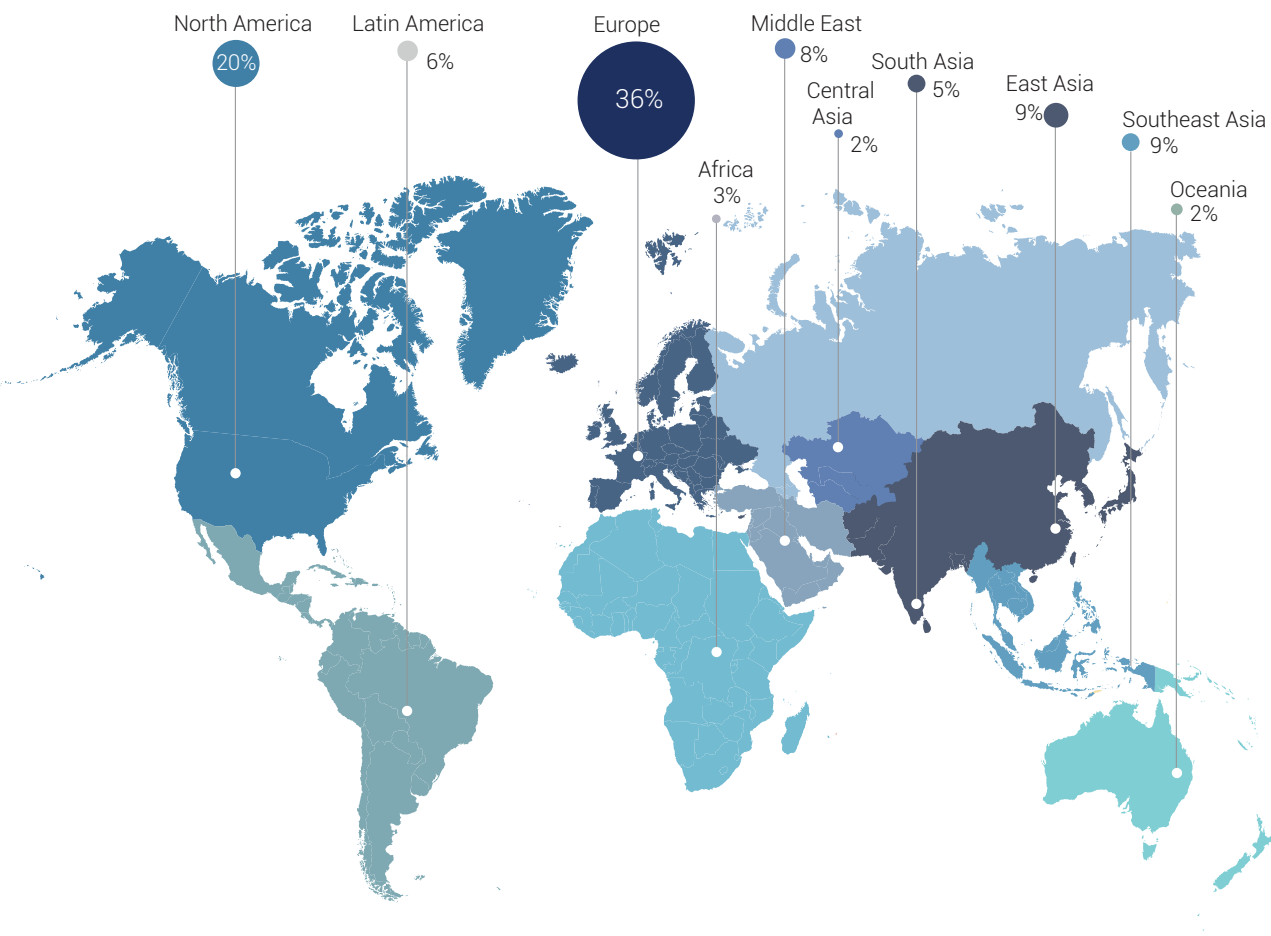 North America
20%
Latin America
6%
Europe
36%
Africa
3%
Middle East
8%
Central
Asia
2%
South Asia
5%
East Asia
9%
Southeast Asia
9%
Oceania
2%